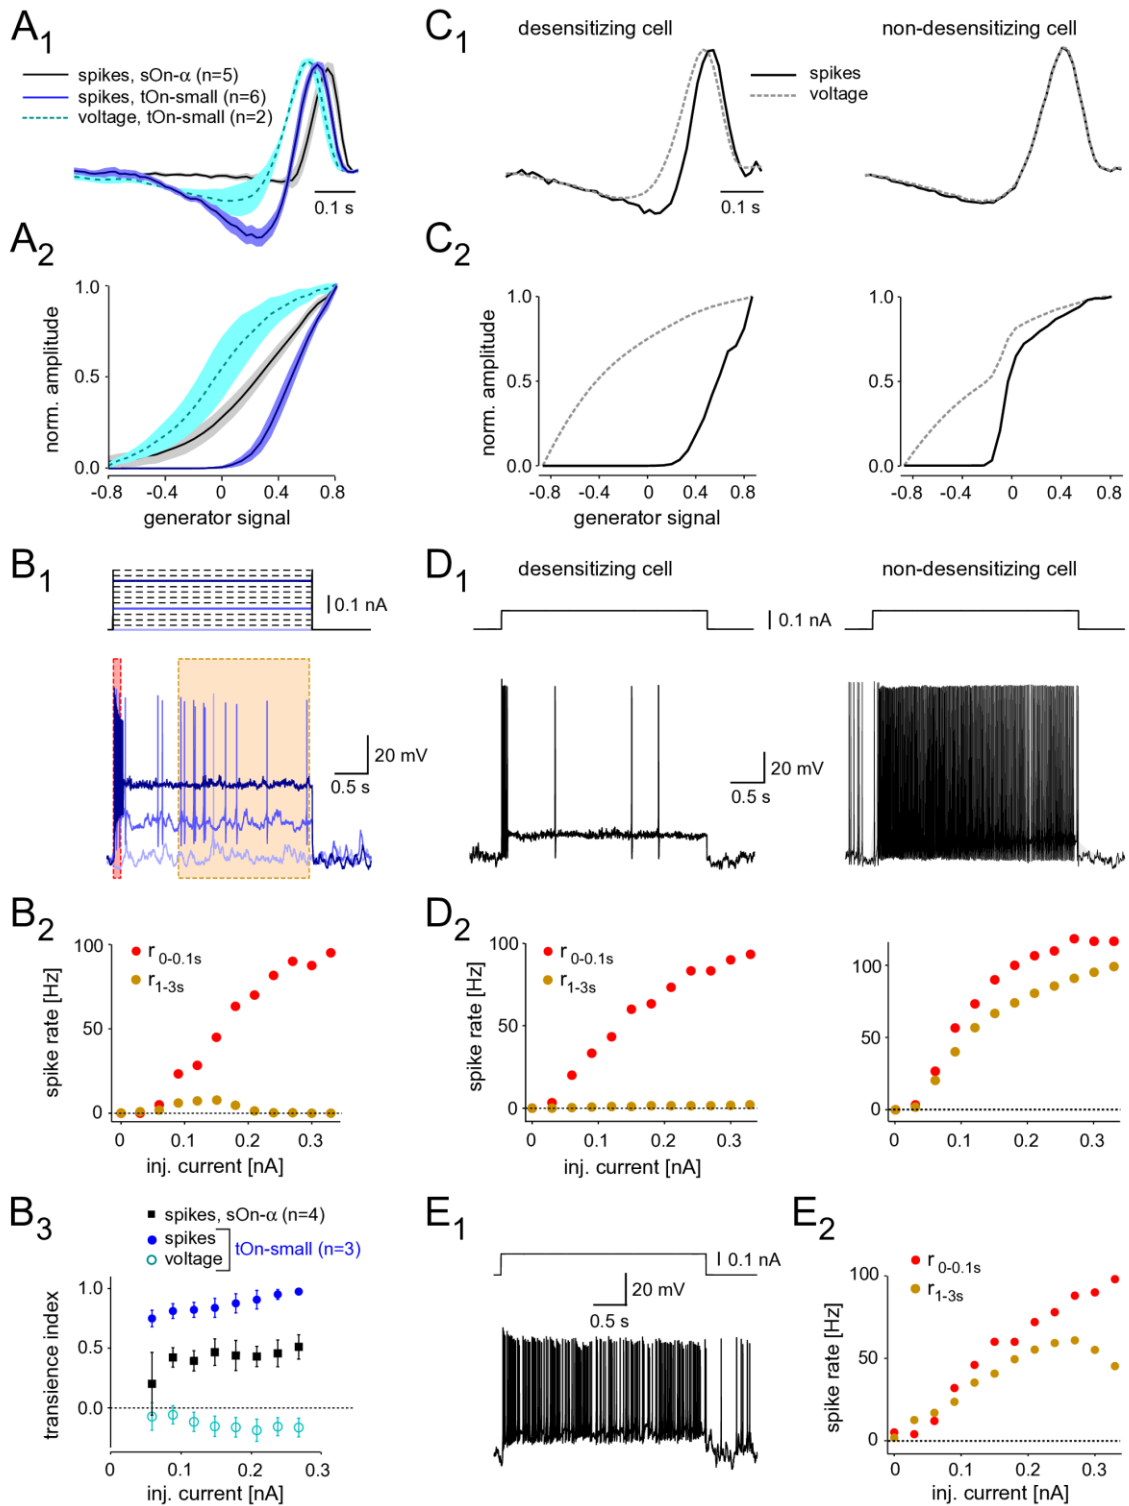 A1
spikes, sOn-α (n=5)
spikes, tOn-small (n=6)
voltage, tOn-small (n=2)
0.1 s
C1
desensitizing cell
non-desensitizing cell
spikes
voltage
0.1 s
A2
norm. amplitude
1.0
0.5
0.0
-0.8 -0.4 0 0.4 0.8
generator signal
C2
norm. amplitude
1.0
0.5
0.0
-0.8 -0.4 0 0.4 0.8
generator signal
1.0
0.5
0.0
-0.8 -0.4 0 0.4 0.8
B1
0.1 nA
20 mV
0.5 s
D1
desensitizing cell
non-desensitizing cell
0.1 nA
20 mV
0.5 s
B2
r 0-0.1s
r1-3s
spike rate [Hz]
100
50
0
0 0.1 0.2 0.3
inj. current [nA]
D2
r 0-0.1s
r1-3s
spike rate [Hz]
100
50
0
0 0.1 0.2 0.3
inj. current [nA]
100
50
0
0 0.1 0.2 0.3
B3
spikes, sOn-α (n=4)
spikes
voltage
tOn-small (n=3)
transience index
1.0
0.5
0.0
0 0.1 0.2 0.3
inj. current [nA]
E1
0.1 nA
20 mV
0.5 s
E2
r 0-0.1s
r1-3s
spike rate [Hz]
100
50
0
0 0.1 0.2 0.3
inj. current [nA]